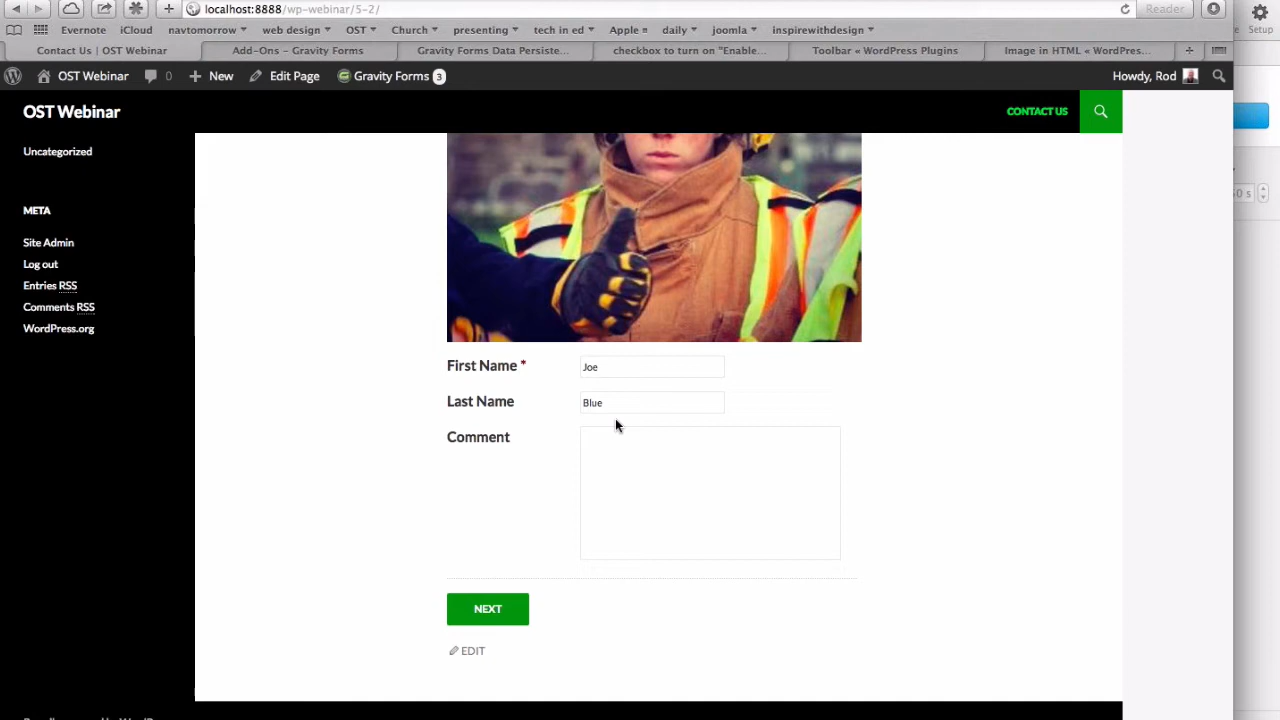 localhost:8888/wp-webinar/5-2/
Reader
Evernote iCloud navtomorrow web design OST Church presenting tech in ed Apple daily joomla inspirewithdesign
Setup
Contact Us | OST Webinar
Add-Ons – Gravity Forms
Gravity Forms Data Persiste...
checkbox to turn on "Enable...
Toolbar « WordPress Plugins
Image in HTML « WordPres...
OST Webinar 0 New Edit Page Gravity Forms 3 Howdy, Rod
OST Webinar
CONTACT US
Uncategorized
META
Site Admin
Log out
Entries RSS
Comments RSS
WordPress.org
First Name * Joe
Last Name Blue
Comment
NEXT
EDIT